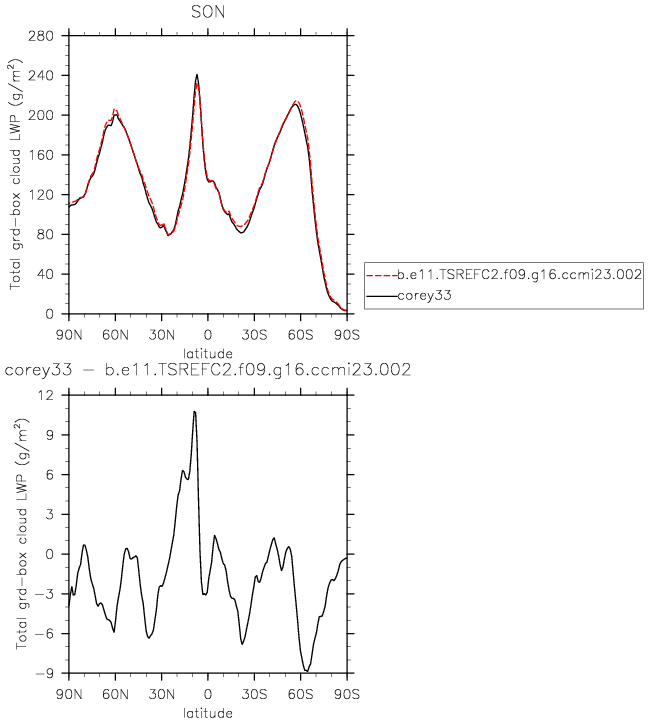 SON
Total grd-box cloud LWP (g/m²)
280
240
200
160
120
80
40
0
90N 60N 30N 0 30S 60S 90S
latitude
b.e11.TSREFC2.f09.g16.ccmi23.002
corey33
corey33 - b.e11.TSREFC2.f09.g16.ccmi23.002
Total grd-box cloud LWP (g/m²)
12
9
6
3
0
-3
-6
-9
90N 60N 30N 0 30S 60S 90S
latitude